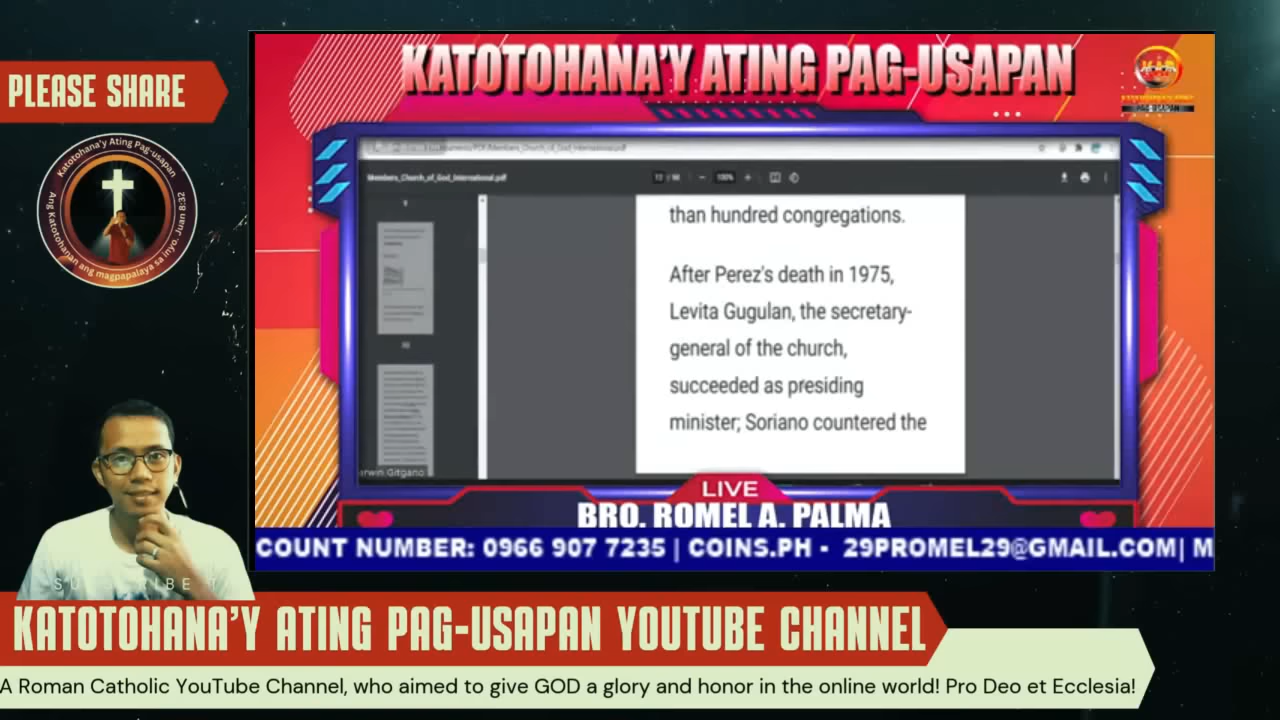 PLEASE SHARE
Katotohana'y Ating Pag-usapan
Ang Katotohanan ang magpapalaya sa inyo. Juan 8:32
KATOTOHANA'Y ATING PAG-USAPAN
Members_Church_of_God_International.pdf
100%
than hundred congregations.
After Perez's death in 1975,
Levita Gugulan, the secretary-
general of the church,
succeeded as presiding
minister; Soriano countered the
Gitgano
LIVE
BRO. ROMEL A. PALMA
COUNT NUMBER: 0966 907 7235 | COINS.PH - 29PROMEL29@GMAIL.COM| M
KATOTOHANA'Y ATING PAG-USAPAN YOUTUBE CHANNEL
A Roman Catholic YouTube Channel, who aimed to give GOD a glory and honor in the online world! Pro Deo et Ecclesia!